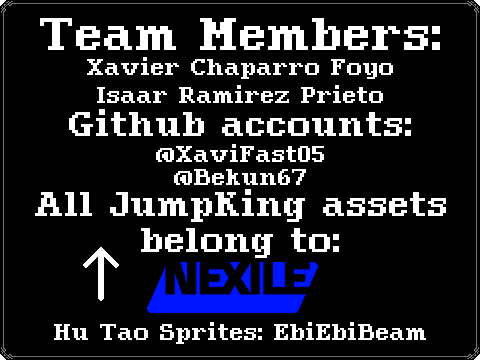 Team Members:
Xavier Chaparro Foyo
Isaar Ramirez Prieto
Github accounts:
@XaviFast05
@Bekun67
All JumpKing assets
belong to:
NEXILE
Hu Tao Sprites: EbiEbiBeam